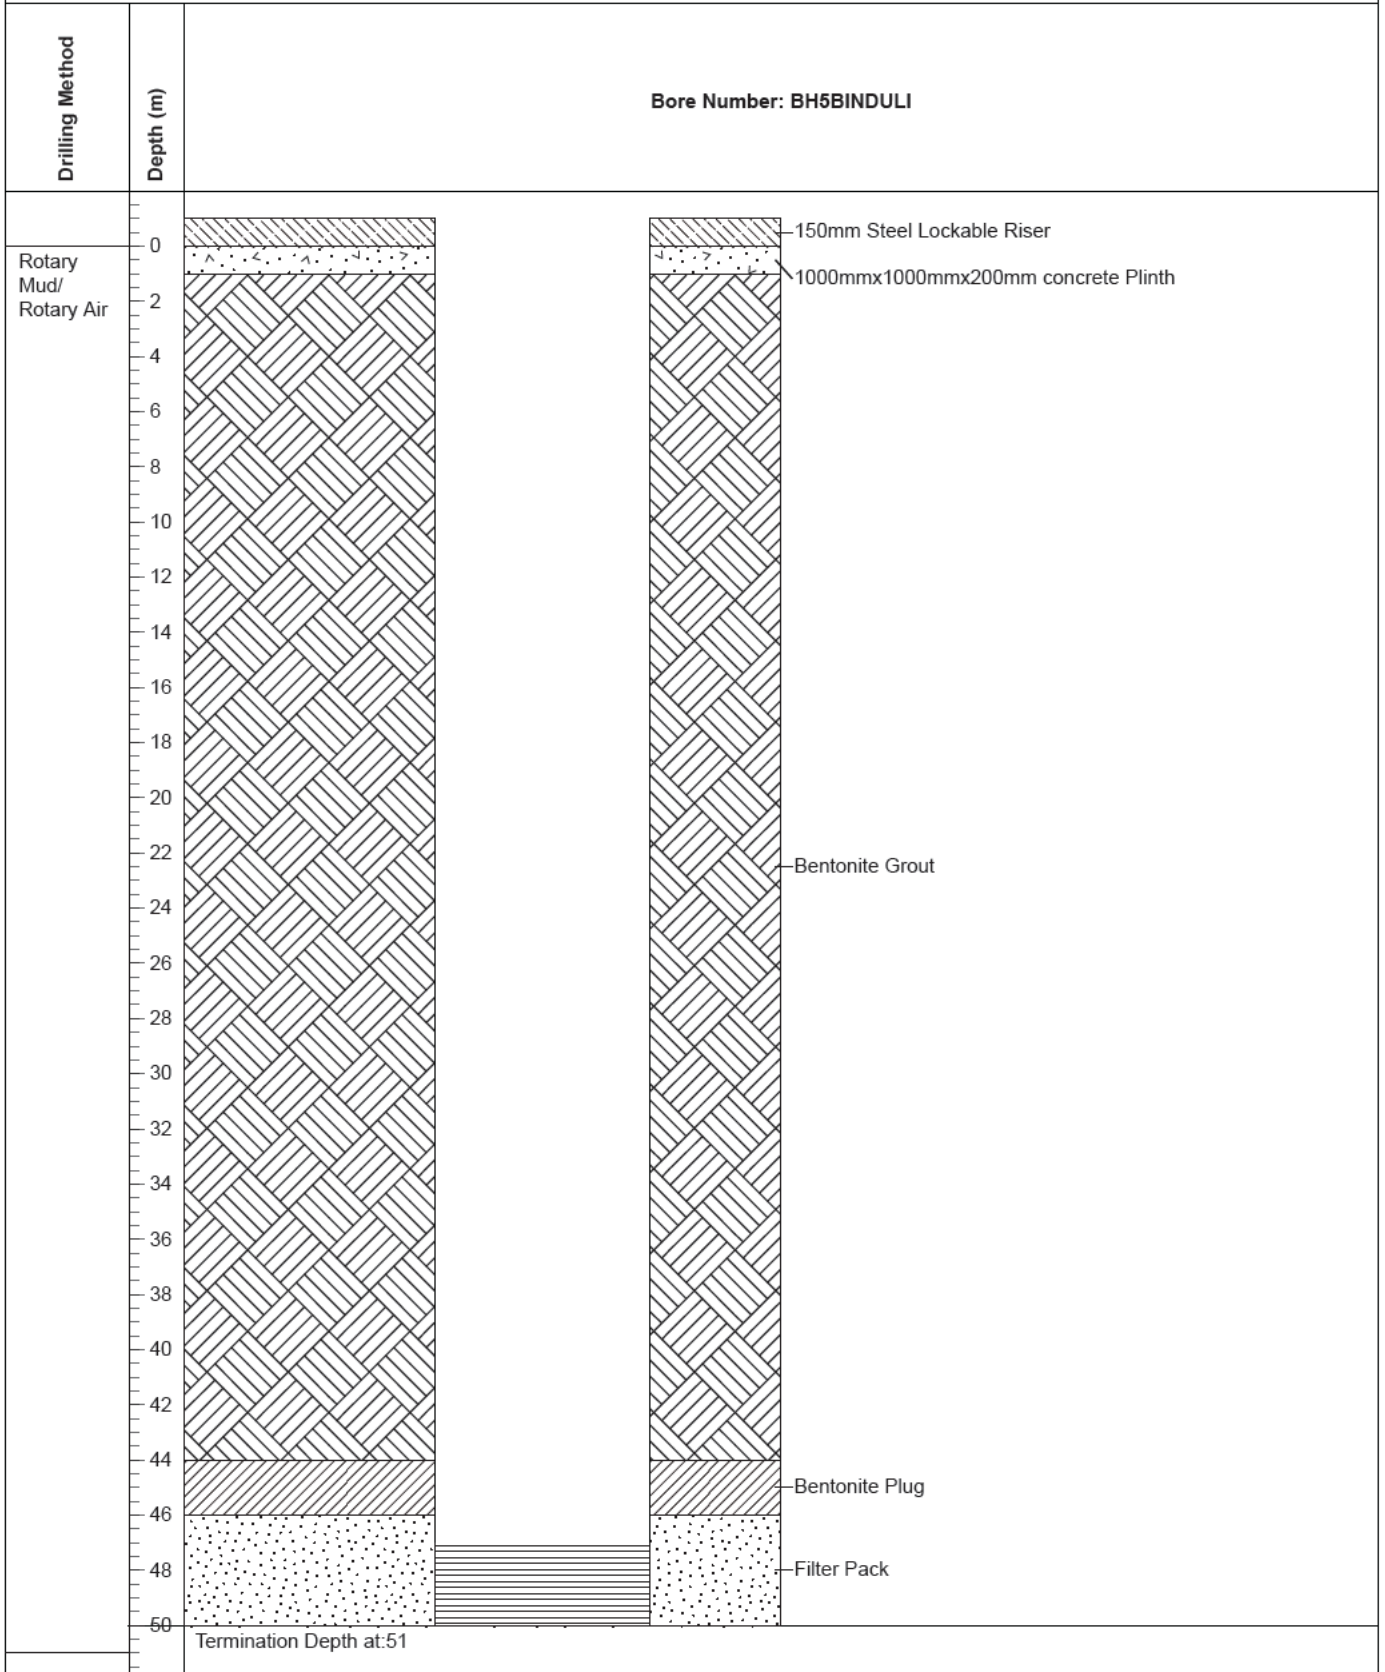 Drilling Method
Depth (m)
Bore Number: BH5BINDULI
150mm Steel Lockable Riser
0
Rotary
Mud/
Rotary Air
1000mmx1000mmx200mm concrete Plinth
2
4
6
8
10
12
14
16
18
20
22
Bentonite Grout
24
26
28
30
32
34
36
38
40
42
44
Bentonite Plug
46
48
Filter Pack
50
Termination Depth at:51